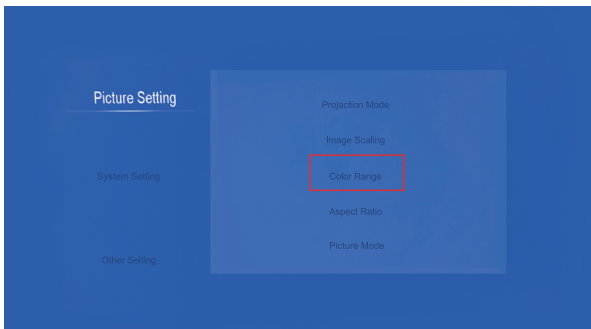 Picture Setting
System Setting
Other Setting
Projection Mode
Image Scaling
Color Range
Aspect Ratio
Picture Mode